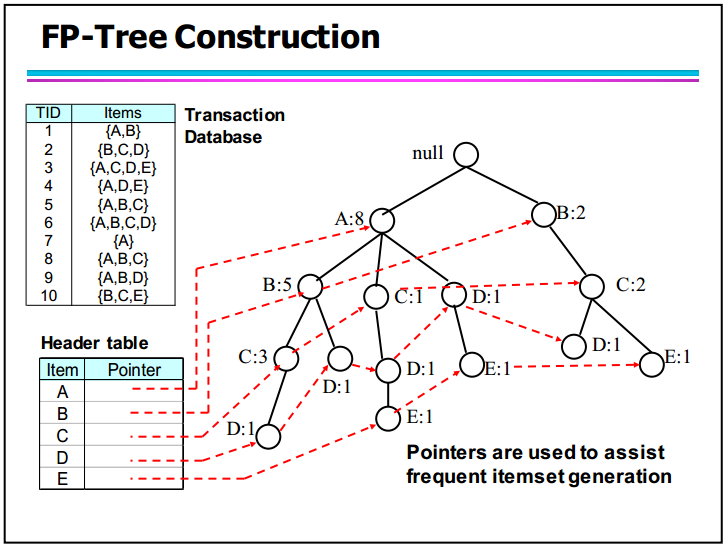 FP-Tree Construction
TID Items
1 {A,B}
2 {B,C,D}
3 {A,C,D,E}
4 {A,D,E}
5 {A,B,C}
6 {A,B,C,D}
7 {A}
8 {A,B,C}
9 {A,B,D}
10 {B,C,E}
Transaction
Database
null
A:8
B:2
B:5
C:1
D:1
C:2
C:3
D:1
D:1
E:1
D:1
E:1
D:1
E:1
Header table
Item Pointer
A
B
C
D
E
Pointers are used to assist
frequent itemset generation